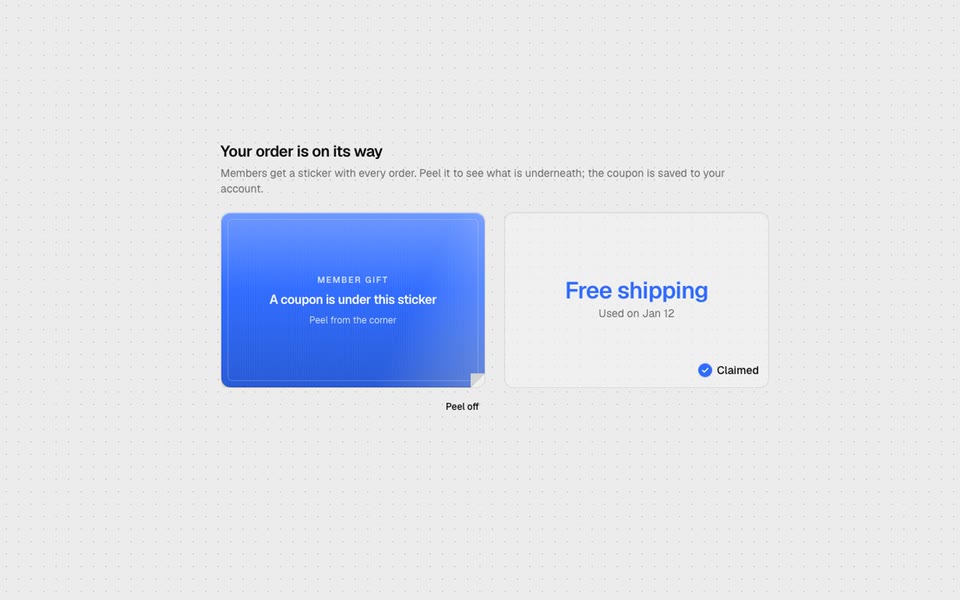 Your order is on its way
Members get a sticker with every order. Peel it to see what is underneath; the coupon is saved to your
account.
MEMBER GIFT
A coupon is under this sticker
Peel from the corner
Peel off
Free shipping
Used on Jan 12
Claimed